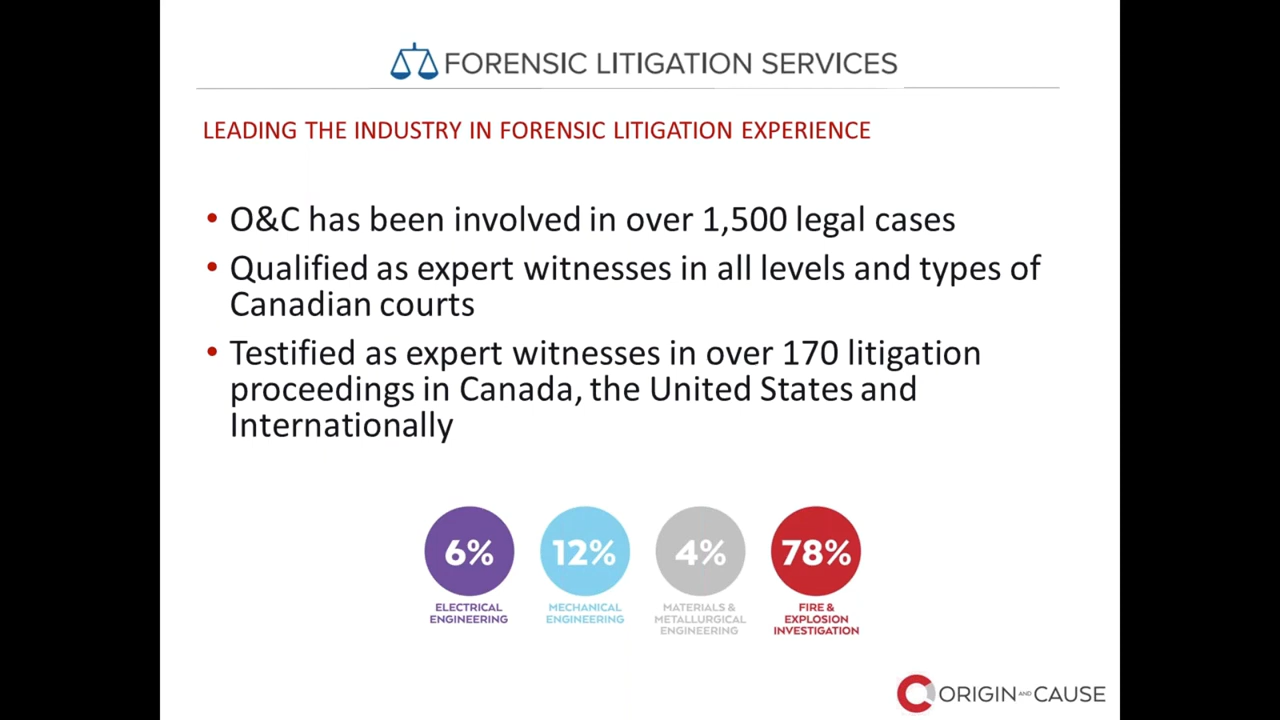 FORENSIC LITIGATION SERVICES
LEADING THE INDUSTRY IN FORENSIC LITIGATION EXPERIENCE
• O&C has been involved in over 1,500 legal cases
• Qualified as expert witnesses in all levels and types of
Canadian courts
• Testified as expert witnesses in over 170 litigation
proceedings in Canada, the United States and
Internationally
6%
ELECTRICAL
ENGINEERING
12%
MECHANICAL
ENGINEERING
4%
MATERIALS &
METALLURGICAL
ENGINEERING
78%
FIRE &
EXPLOSION
INVESTIGATION
ORIGIN AND CAUSE